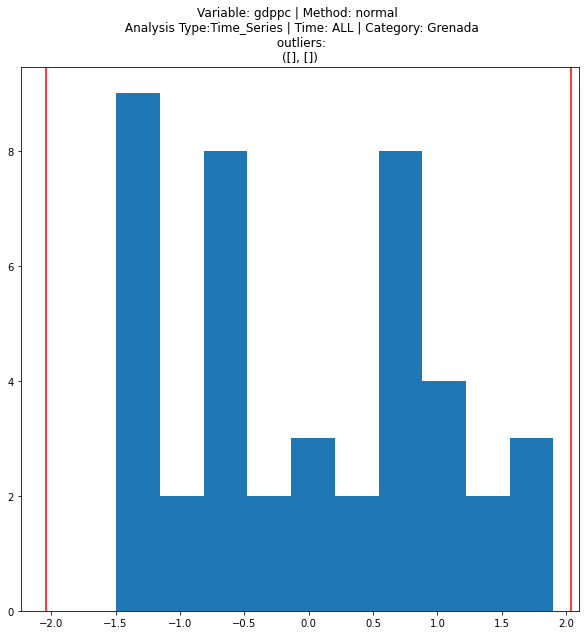 Variable: gdppc | Method: normal
Analysis Type:Time_Series | Time: ALL | Category: Grenada
outliers:
([], [])
8
6
4
2
0
−2.0 −1.5 −1.0 −0.5 0.0 0.5 1.0 1.5 2.0